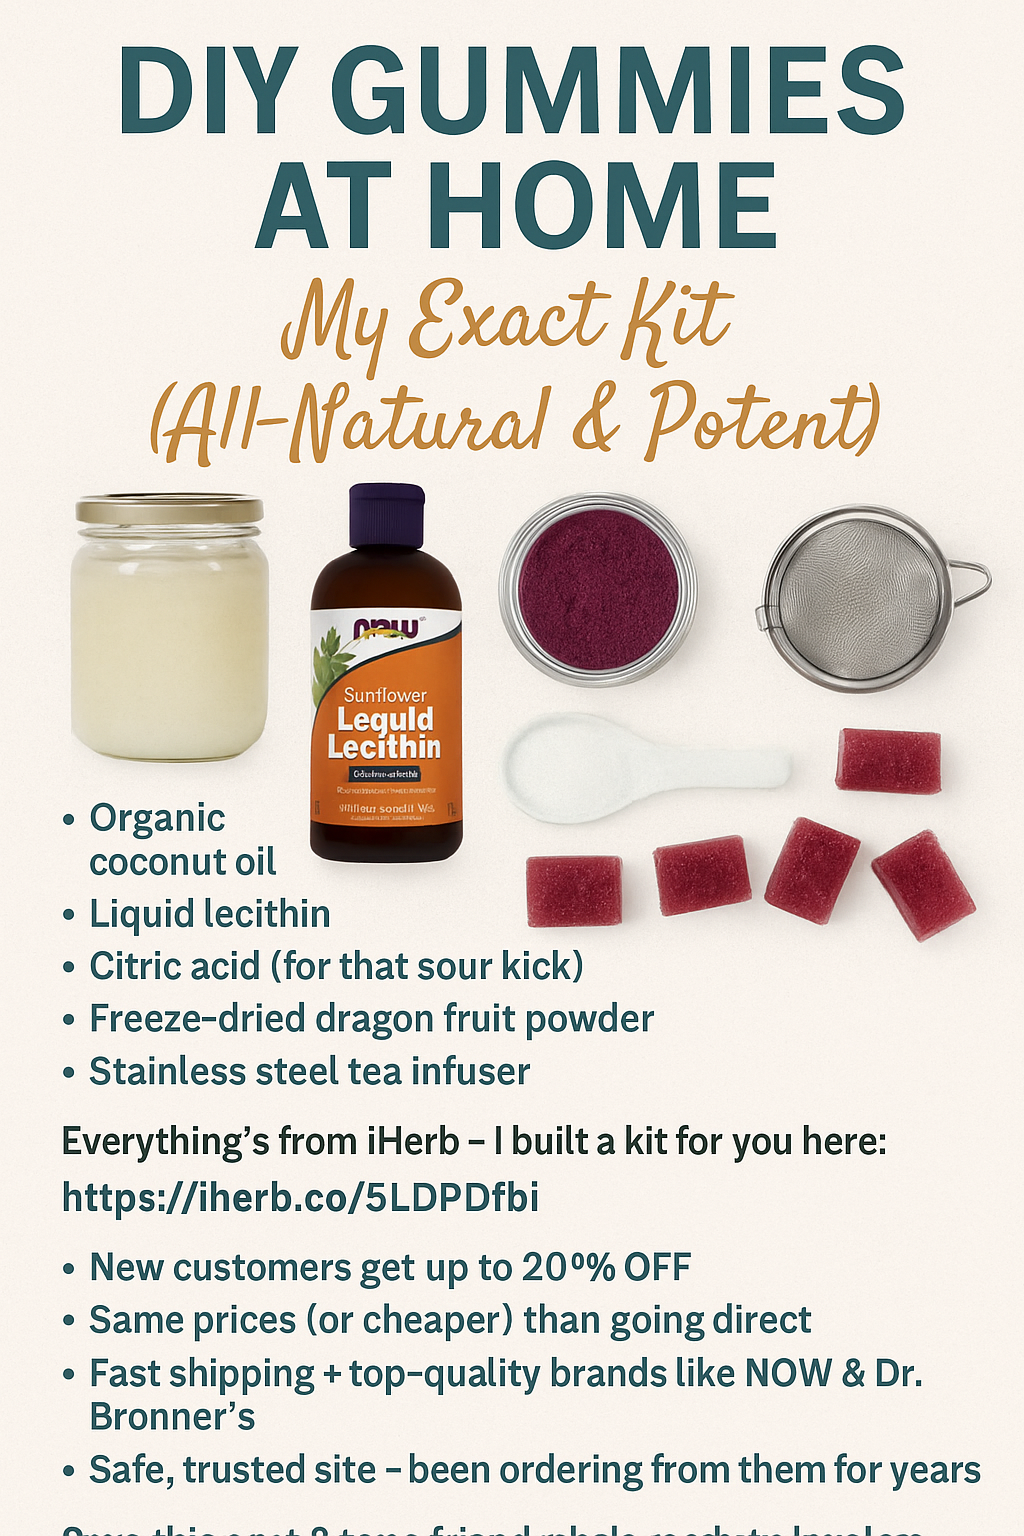 DIY GUMMIES
AT HOME
My Exact Kit
(All-Natural & Potent)
now
Sunflower
Leguld
Lecithin
• Organic
coconut oil
• Liquid lecithin
• Citric acid (for that sour kick)
• Freeze-dried dragon fruit powder
• Stainless steel tea infuser
Everything's from iHerb – I built a kit for you here:
https://iherb.co/5LDPDfbi
• New customers get up to 20% OFF
• Same prices (or cheaper) than going direct
• Fast shipping + top-quality brands like NOW & Dr.
Bronner's
• Safe, trusted site – been ordering from them for years